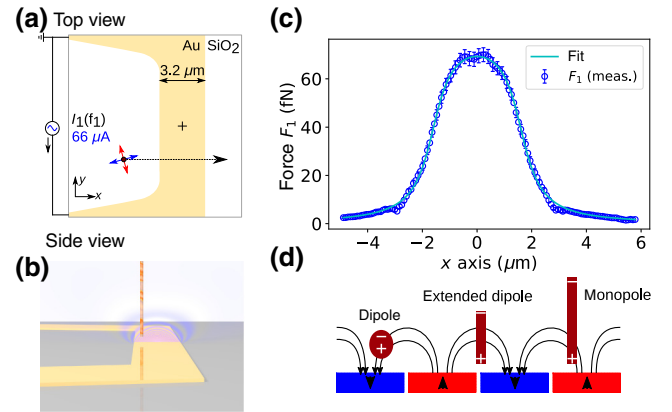 (a) Top view
Au SiO₂
3.2 μm
I₁(f₁)
66 μA
+
y
x
Side view
(b)
(c)
Force F₁ (fN)
60
40
20
0
Fit
F₁ (meas.)
−4 −2 0 2 4 6
x axis (μm)
(d)
Dipole
Extended dipole
Monopole
− − −
+ + +